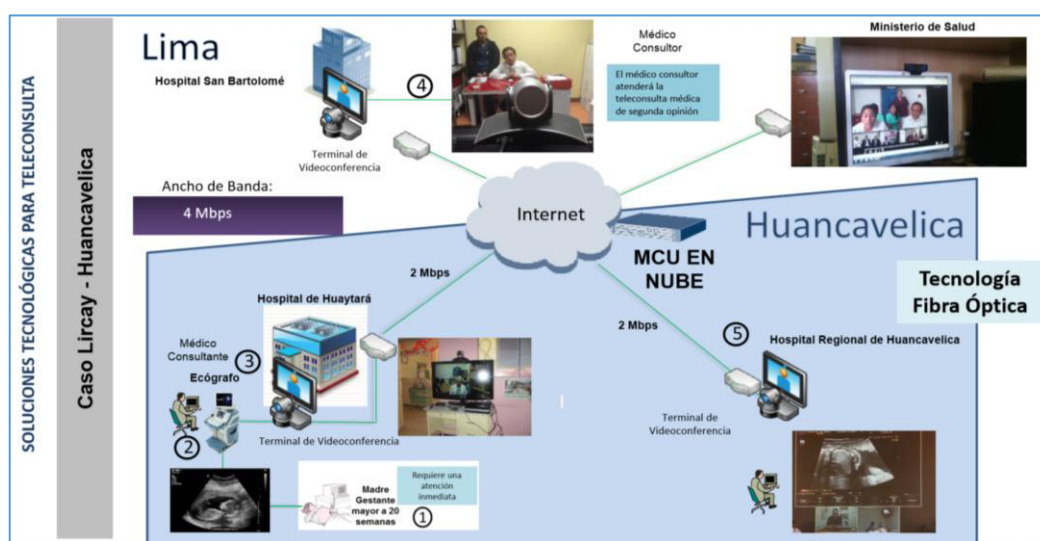 SOLUCIONES TECNOLÓGICAS PARA TELECONSULTA
Caso Lircay - Huancavelica
Lima
Hospital San Bartolomé
Terminal de
Videoconferencia
4
Médico
Consultor
El médico consultor
atenderá la
teleconsulta médica
de segunda opinión
Ministerio de Salud
Ancho de Banda:
4 Mbps
Internet
MCU EN
NUBE
Huancavelica
Tecnología
Fibra Óptica
2 Mbps
Hospital de Huaytará
Médico
Consultante
3
Ecógrafo
2
Terminal de Videoconferencia
Madre
Gestante
mayor a 20
semanas
Requiere una
atención
inmediata
1
2 Mbps
5
Hospital Regional de Huancavelica
Terminal de
Videoconferencia